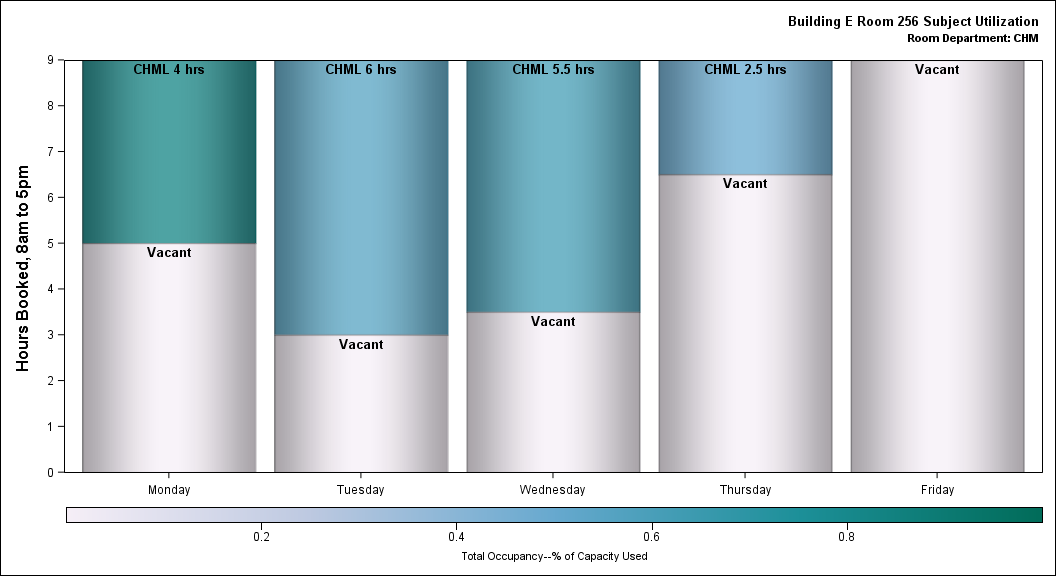 Building E Room 256 Subject Utilization
Room Department: CHM
Hours Booked, 8am to 5pm
9
8
7
6
5
4
3
2
1
0
CHML 4 hrs
CHML 6 hrs
CHML 5.5 hrs
CHML 2.5 hrs
Vacant
Vacant
Vacant
Vacant
Vacant
Monday
Tuesday
Wednesday
Thursday
Friday
0.2
0.4
0.6
0.8
Total Occupancy--% of Capacity Used